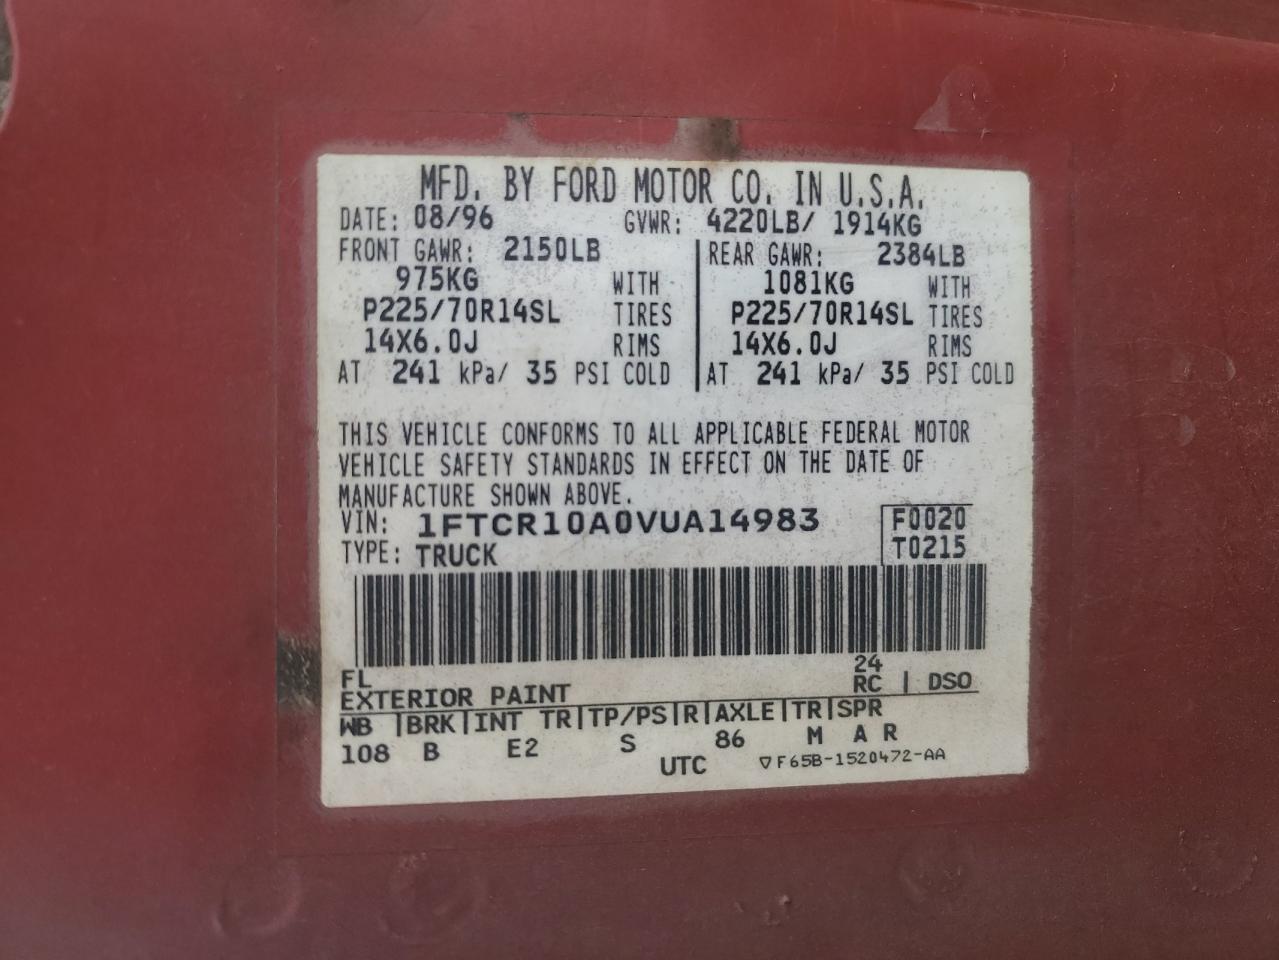 MFD. BY FORD MOTOR CO. IN U.S.A.
DATE: 08/96 GVWR: 4220LB/ 1914KG
FRONT GAWR: 2150LB REAR GAWR: 2384LB
975KG WITH 1081KG WITH
P225/70R14SL TIRES P225/70R14SL TIRES
14X6.0J RIMS 14X6.0J RIMS
AT 241 kPa/ 35 PSI COLD AT 241 kPa/ 35 PSI COLD
THIS VEHICLE CONFORMS TO ALL APPLICABLE FEDERAL MOTOR
VEHICLE SAFETY STANDARDS IN EFFECT ON THE DATE OF
MANUFACTURE SHOWN ABOVE.
VIN: 1FTCR10A0VUA14983 F0020
TYPE: TRUCK T0215
FL 24
EXTERIOR PAINT RC | DSO
WB |BRK|INT TR|TP/PS|R|AXLE|TR|SPR
108 B E2 S 86 M A R
UTC ▽F65B-1520472-AA